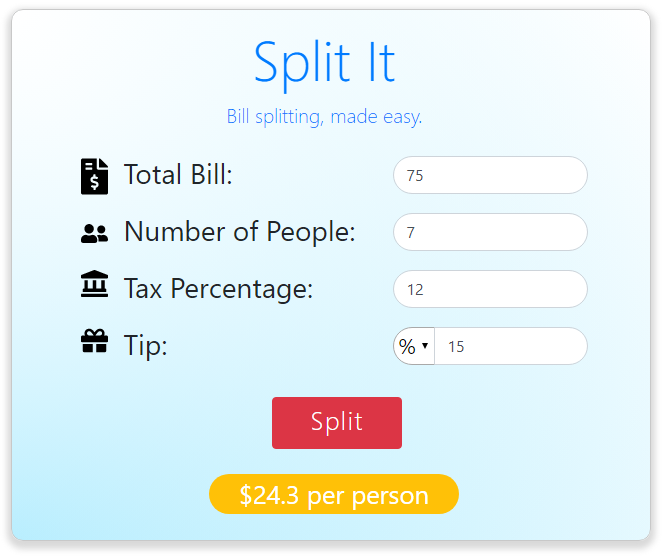 Split It
Bill splitting, made easy.
$
Total Bill: 75
Number of People: 7
Tax Percentage: 12
Tip: % ▼ 15
Split
$24.3 per person